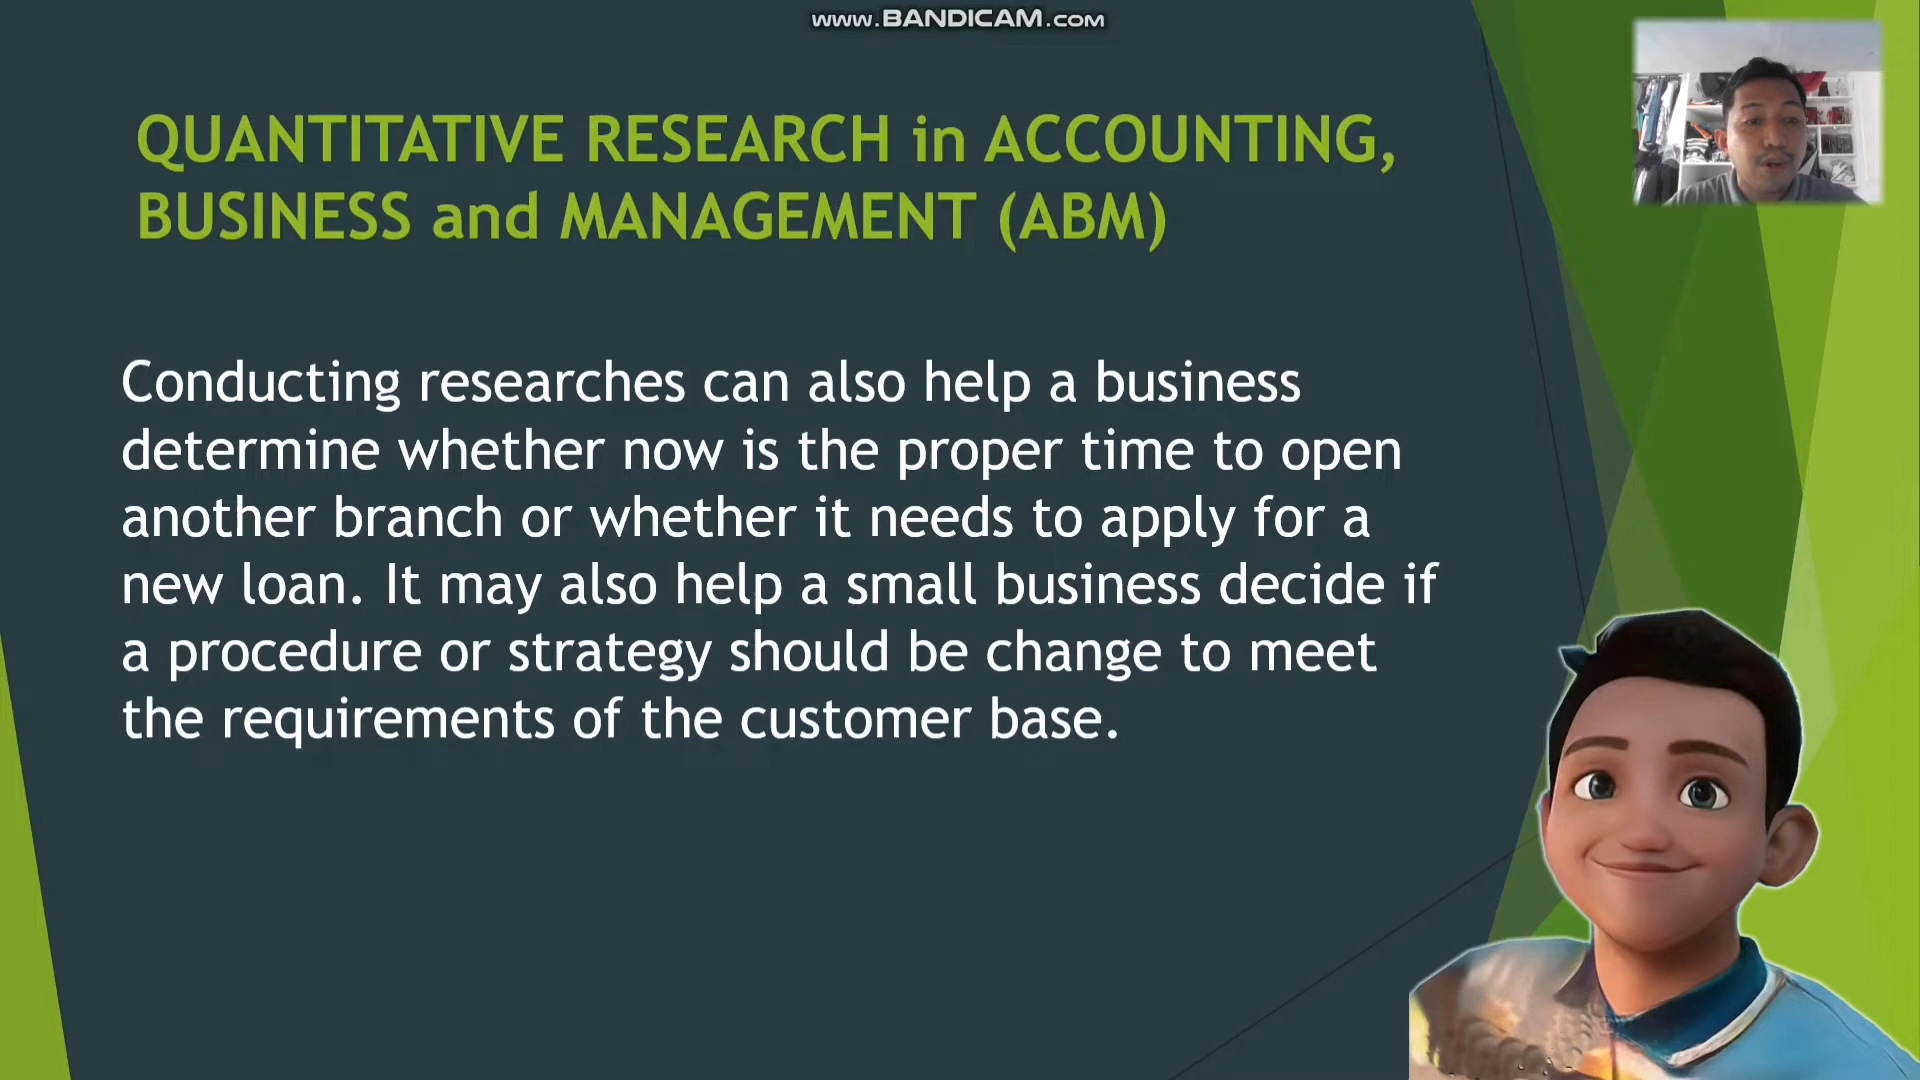 www.BANDICAM.com
QUANTITATIVE RESEARCH in ACCOUNTING,
BUSINESS and MANAGEMENT (ABM)
Conducting researches can also help a business
determine whether now is the proper time to open
another branch or whether it needs to apply for a
new loan. It may also help a small business decide if
a procedure or strategy should be change to meet
the requirements of the customer base.